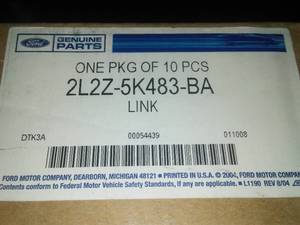 Ford
GENUINE
PARTS
ONE PKG OF 10 PCS
2L2Z-5K483-BA
LINK
DTK3A 00054439 011008
FORD MOTOR COMPANY, DEARBORN, MICHIGAN 48121 PRINTED IN U.S.A. © 2004, FORD MOTOR COMPANY
Contents conform to Federal Motor Vehicle Safety Standards, if any are applicable. L1190 REV 8/04